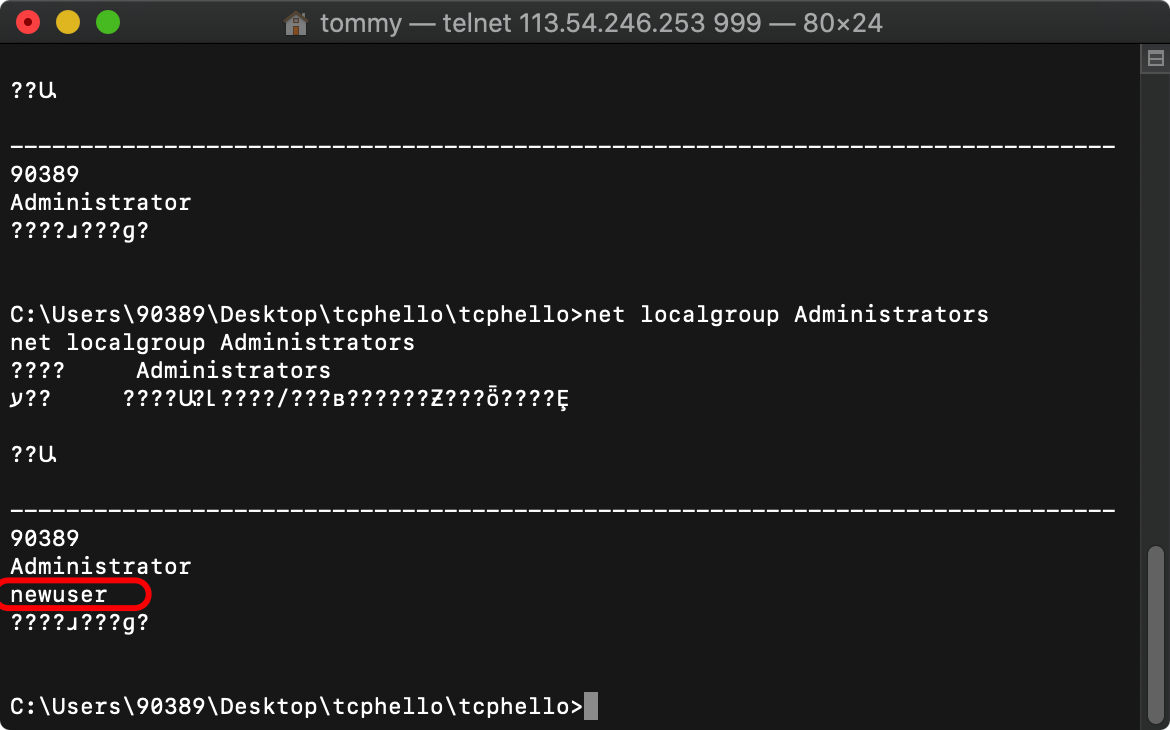 tommy — telnet 113.54.246.253 999 — 80×24
??Ա
-------------------------------------------------------------------------------
90389
Administrator
????ɹ???g?
C:\Users\90389\Desktop\tcphello\tcphello>net localgroup Administrators
net localgroup Administrators
????     Administrators
ע??     ????Ա?Լ????/???в??????Ƶ???ȫ????Ȩ
??Ա
-------------------------------------------------------------------------------
90389
Administrator
newuser
????ɹ???g?
C:\Users\90389\Desktop\tcphello\tcphello>